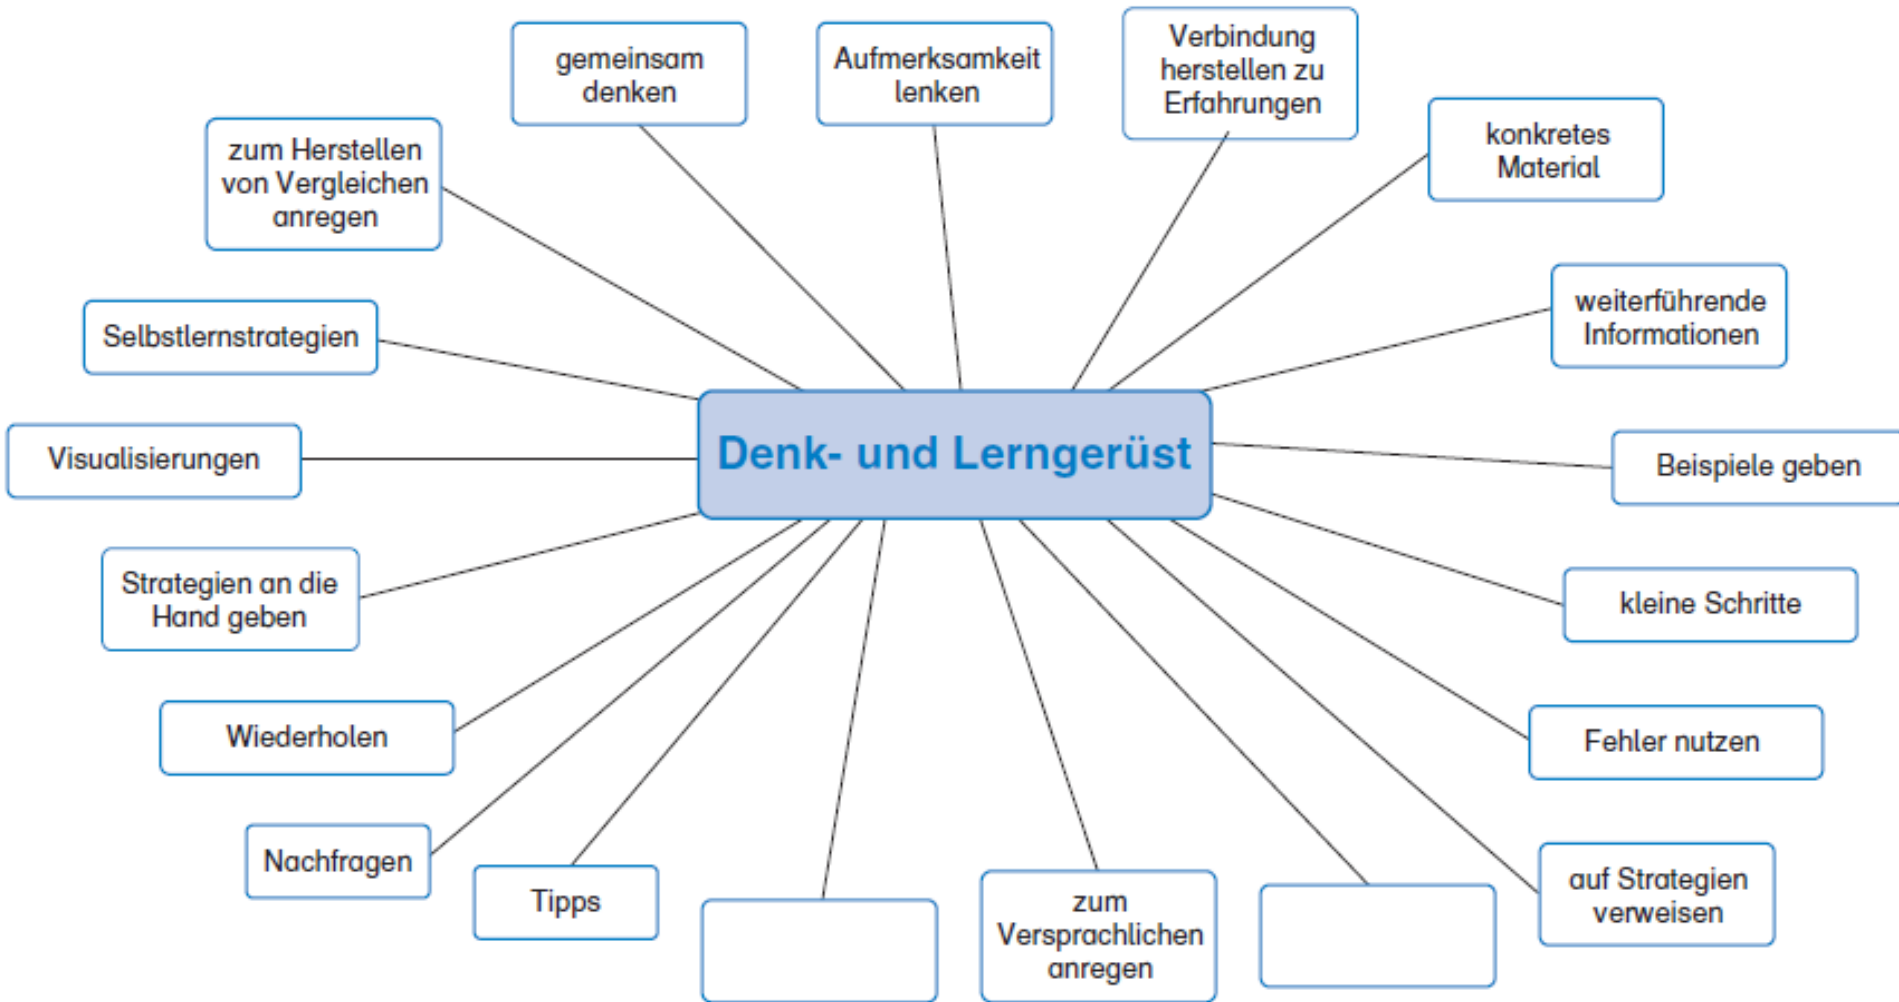 gemeinsam
denken
Aufmerksamkeit
lenken
Verbindung
herstellen zu
Erfahrungen
konkretes
Material
zum Herstellen
von Vergleichen
anregen
weiterführende
Informationen
Selbstlernstrategien
Denk- und Lerngerüst
Visualisierungen
Beispiele geben
Strategien an die
Hand geben
kleine Schritte
Wiederholen
Fehler nutzen
Nachfragen
Tipps
zum
Versprachlichen
anregen
auf Strategien
verweisen